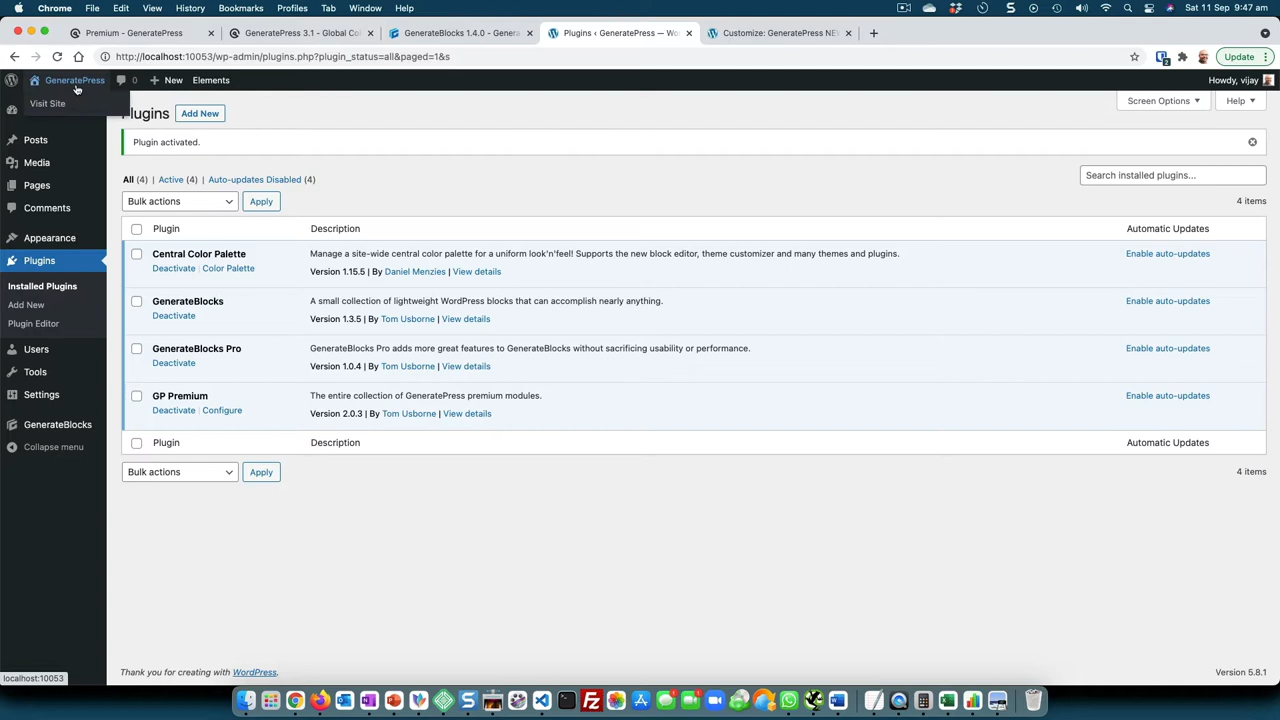 Chrome File Edit View History Bookmarks Profiles Tab Window Help
Sat 11 Sep 9:47 am
Premium - GeneratePress
GeneratePress 3.1 - Global Co
GenerateBlocks 1.4.0 - Genera
Plugins ‹ GeneratePress — Wo
Customize: GeneratePress NEW
http://localhost:10053/wp-admin/plugins.php?plugin_status=all&paged=1&s
2
Update
GeneratePress 0 New Elements
Howdy, vijay
Visit Site
Screen Options
Help
Plugins
Add New
Plugin activated.
All (4) | Active (4) | Auto-updates Disabled (4)
Search installed plugins...
Bulk actions
Apply
4 items
Plugin Description Automatic Updates
Central Color Palette
Deactivate | Color Palette
Manage a site-wide central color palette for a uniform look'n'feel! Supports the new block editor, theme customizer and many themes and plugins.
Version 1.15.5 | By Daniel Menzies | View details
Enable auto-updates
GenerateBlocks
Deactivate
A small collection of lightweight WordPress blocks that can accomplish nearly anything.
Version 1.3.5 | By Tom Usborne | View details
Enable auto-updates
GenerateBlocks Pro
Deactivate
GenerateBlocks Pro adds more great features to GenerateBlocks without sacrificing usability or performance.
Version 1.0.4 | By Tom Usborne | View details
Enable auto-updates
GP Premium
Deactivate | Configure
The entire collection of GeneratePress premium modules.
Version 2.0.3 | By Tom Usborne | View details
Enable auto-updates
Plugin Description Automatic Updates
Bulk actions
Apply
4 items
Posts
Media
Pages
Comments
Appearance
Plugins
Installed Plugins
Add New
Plugin Editor
Users
Tools
Settings
GenerateBlocks
Collapse menu
Thank you for creating with WordPress.
Version 5.8.1
localhost:10053